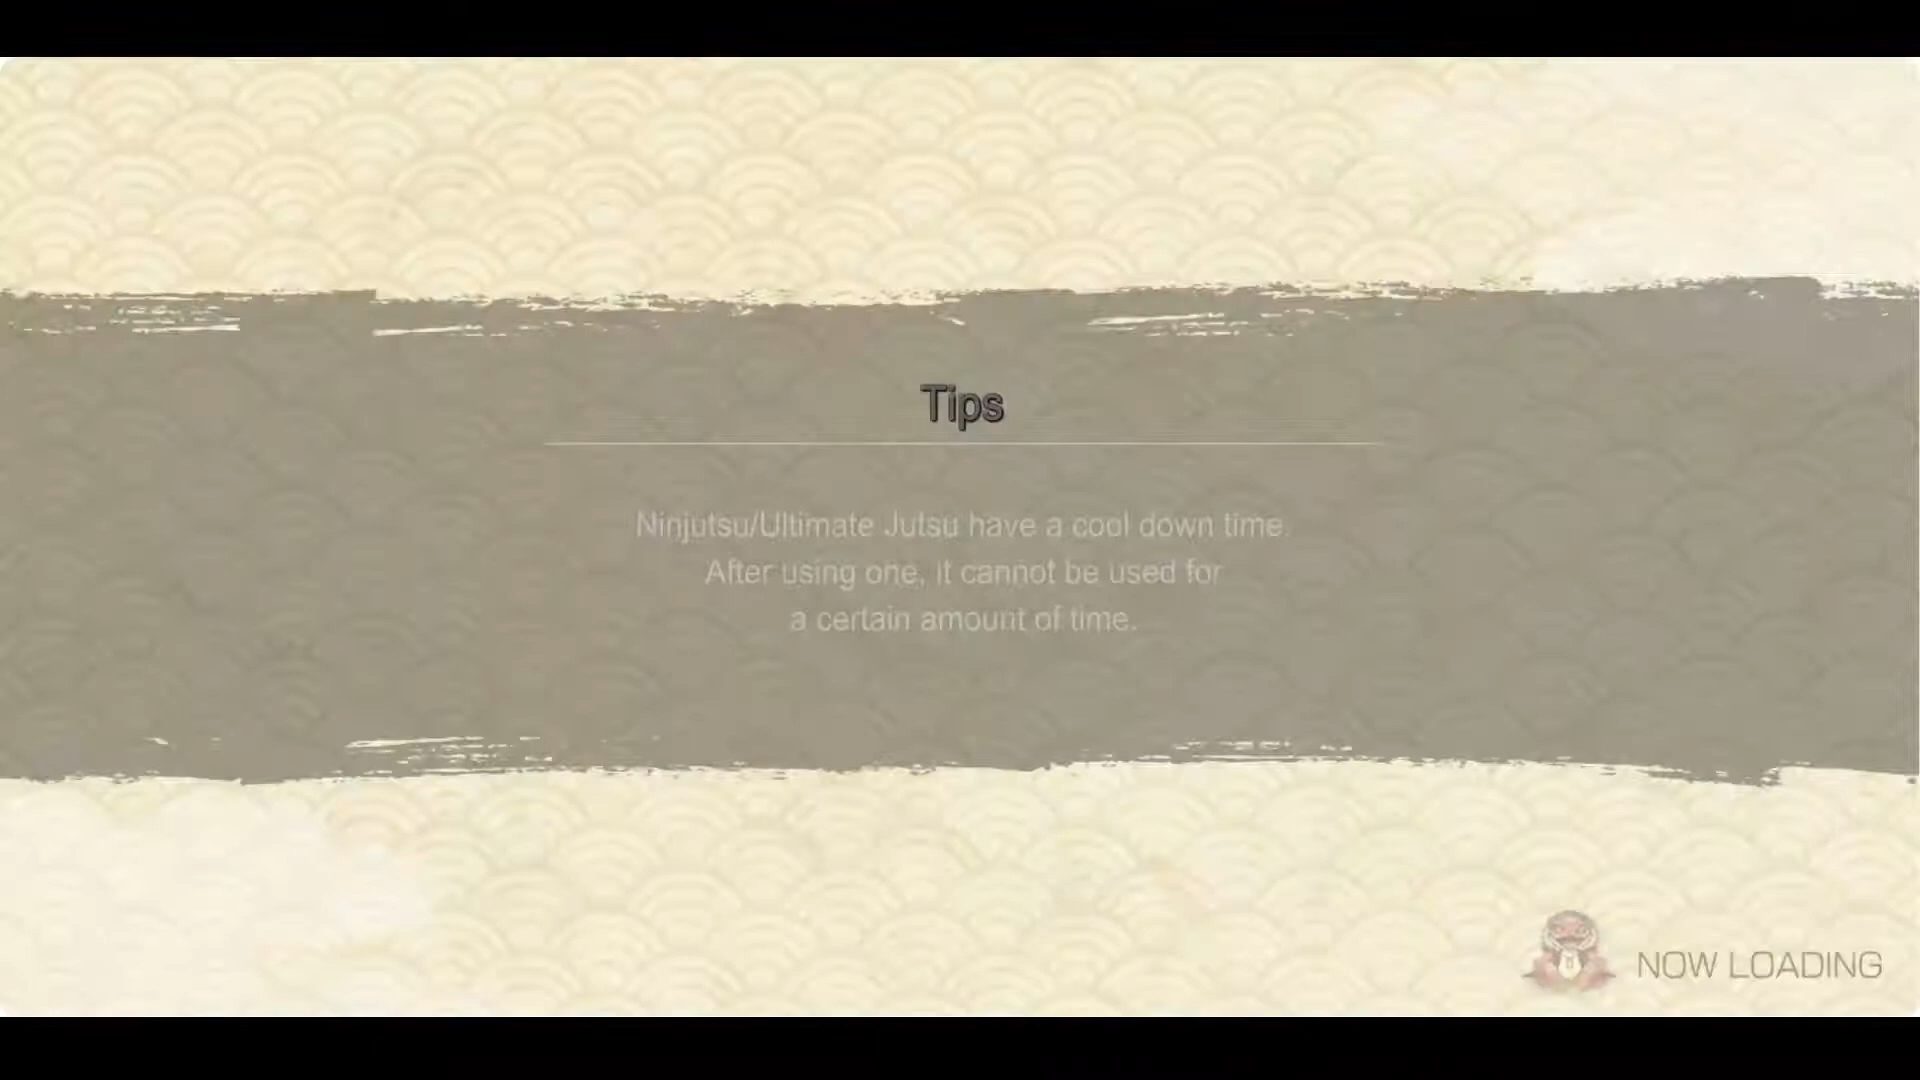 Tips
Ninjutsu/Ultimate Jutsu have a cool down time.
After using one, it cannot be used for
a certain amount of time.
NOW LOADING